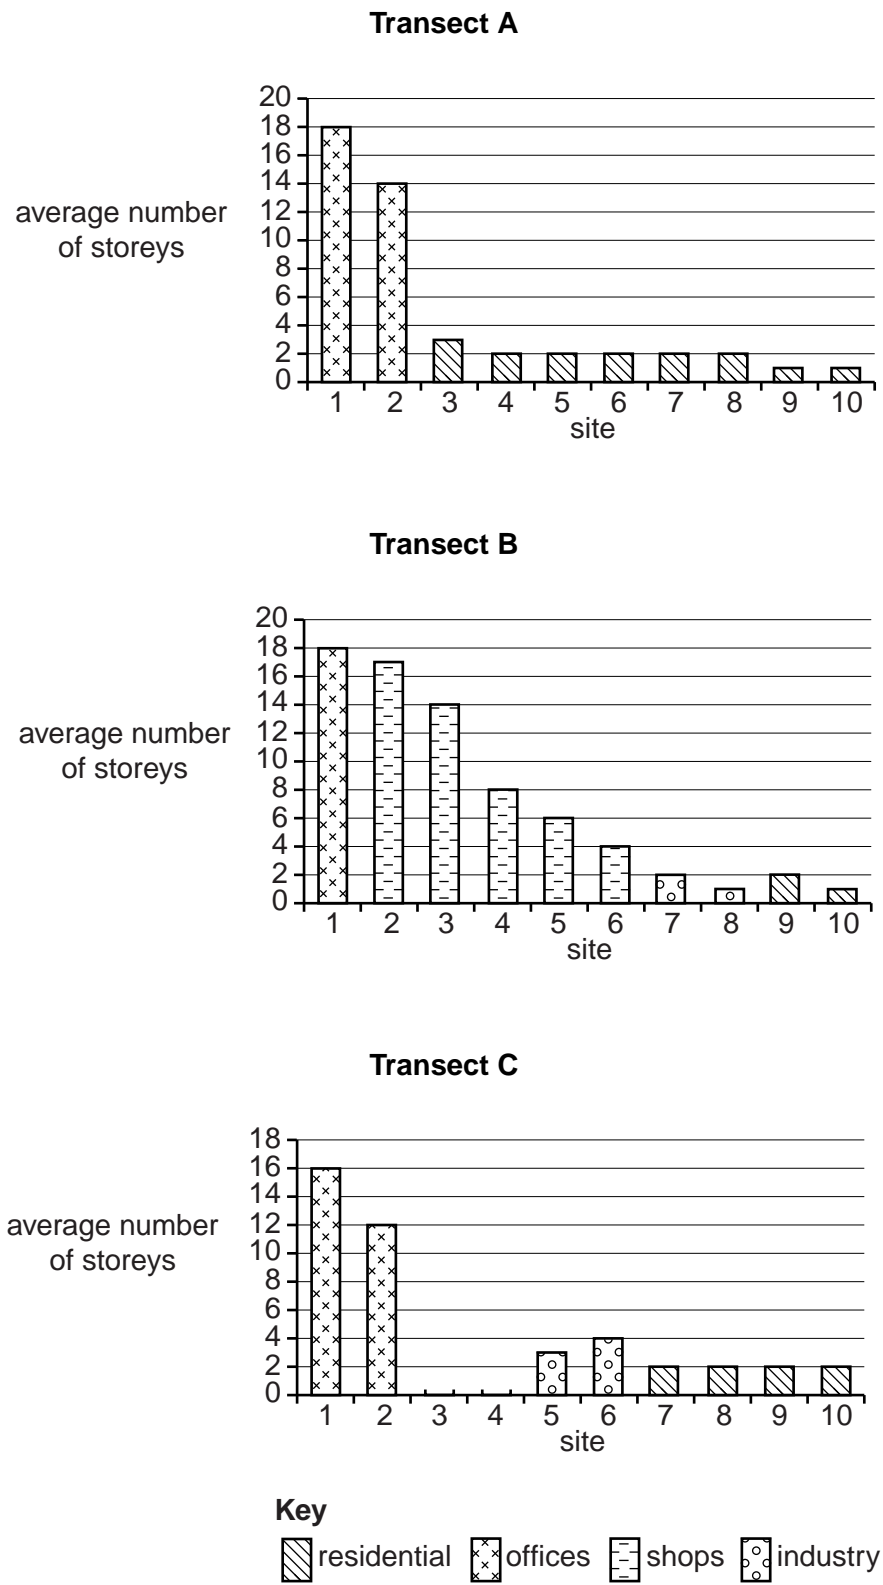 Transect A
20
18
16
14
12
10
8
6
4
2
0
average number
of storeys
1 2 3 4 5 6 7 8 9 10
site
Transect B
20
18
16
14
12
10
8
6
4
2
0
average number
of storeys
1 2 3 4 5 6 7 8 9 10
site
Transect C
18
16
14
12
10
8
6
4
2
0
average number
of storeys
1 2 3 4 5 6 7 8 9 10
site
Key
residential offices shops industry